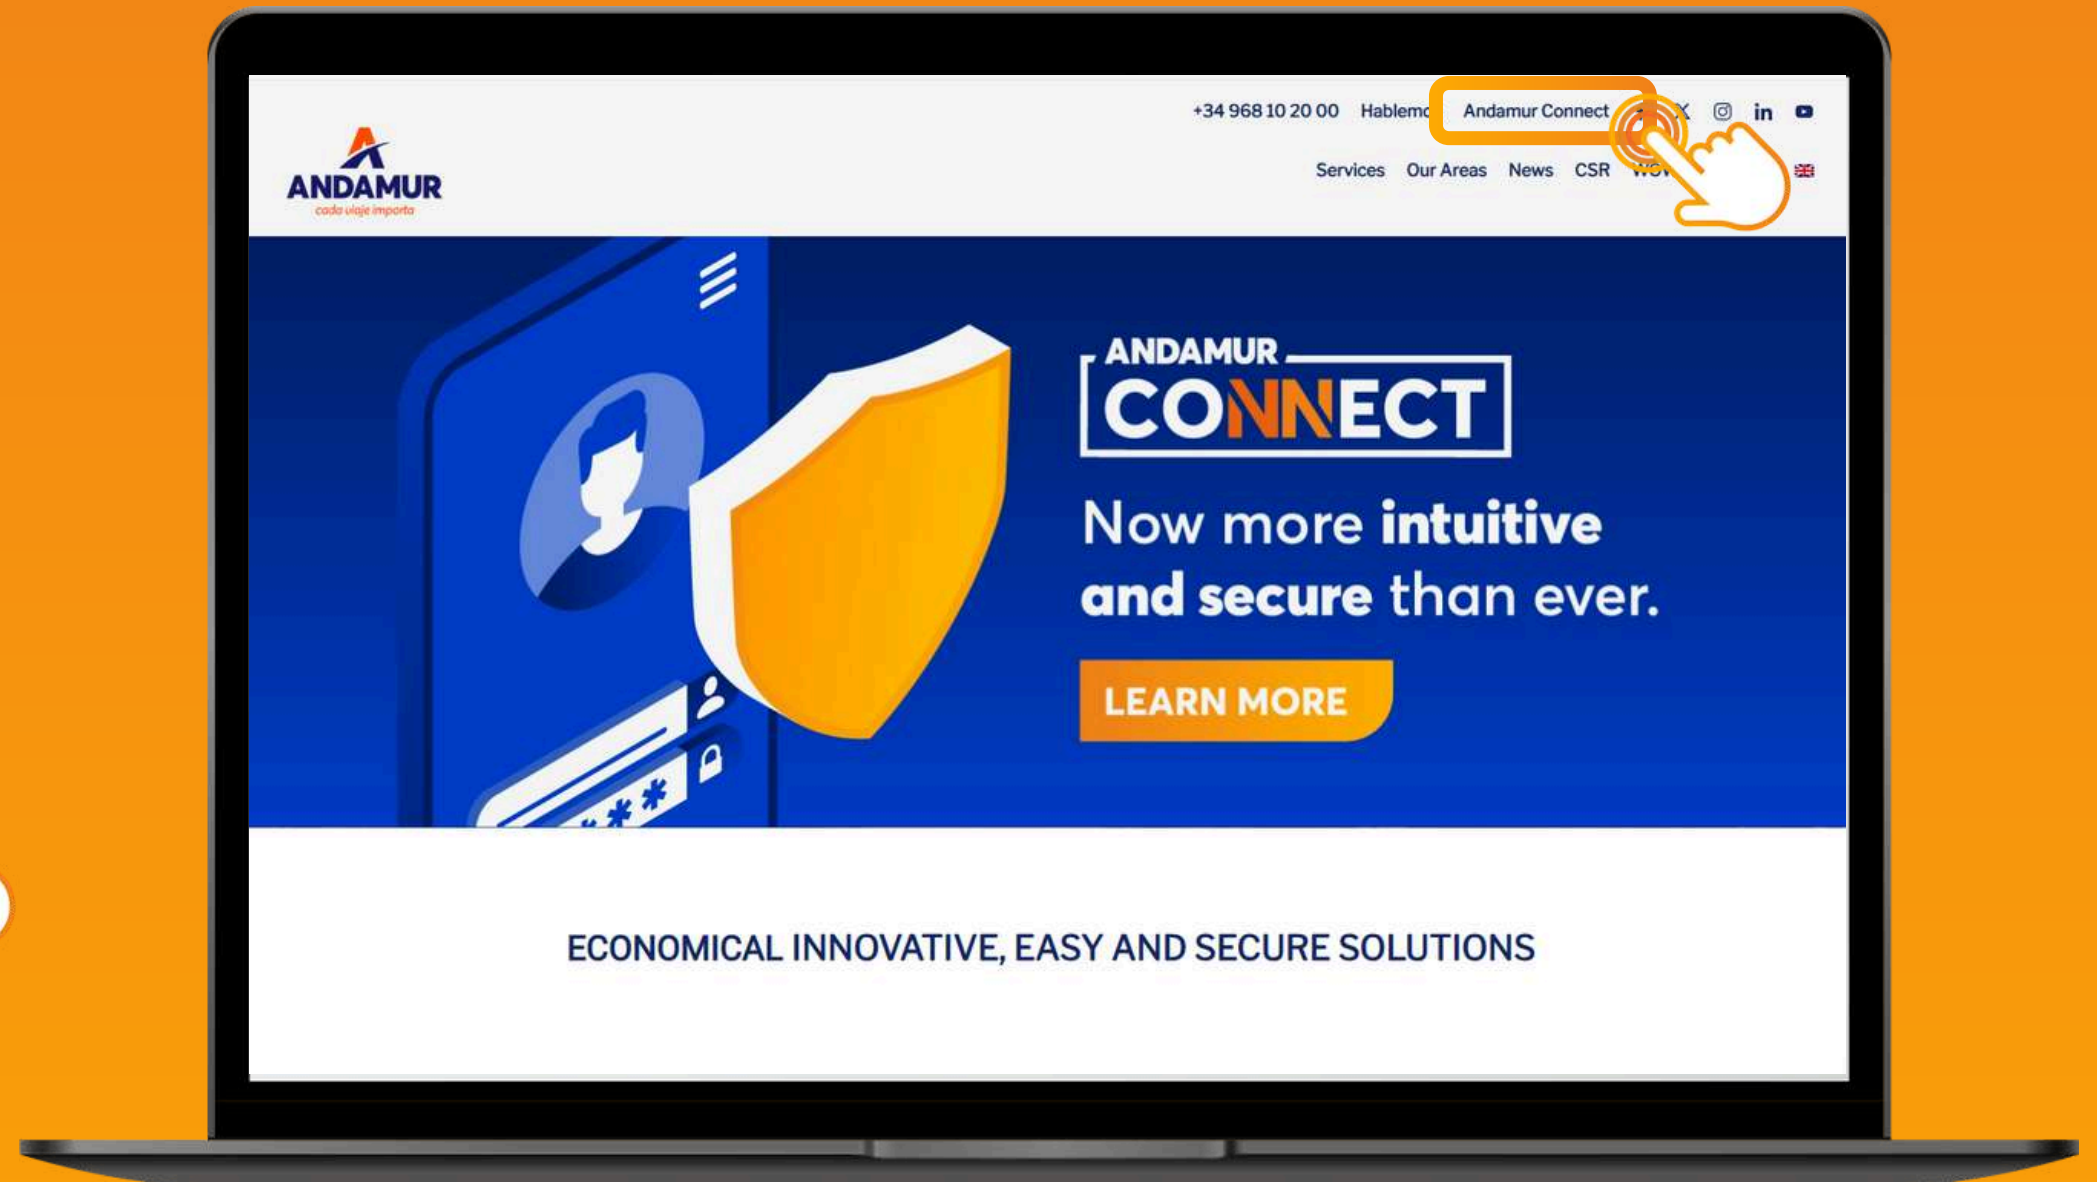 +34 968 10 20 00 Andamur Connect in
ANDAMUR
cada viaje importa
Services Our Areas News CSR
ANDAMUR
CONNECT
Now more intuitive
and secure than ever.
LEARN MORE
***
ECONOMICAL INNOVATIVE, EASY AND SECURE SOLUTIONS